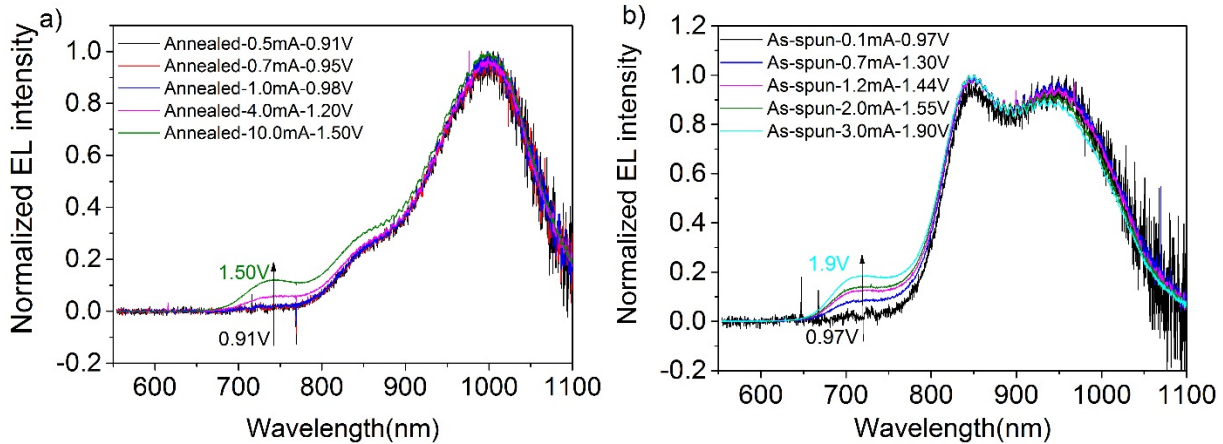 a)
Normalized EL intensity
1.0
0.8
0.6
0.4
0.2
0.0
-0.2
Annealed-0.5mA-0.91V
Annealed-0.7mA-0.95V
Annealed-1.0mA-0.98V
Annealed-4.0mA-1.20V
Annealed-10.0mA-1.50V
1.50V
0.91V
600 700 800 900 1000 1100
Wavelength(nm)
b)
Normalized EL intensity
1.2
1.0
0.8
0.6
0.4
0.2
0.0
-0.2
As-spun-0.1mA-0.97V
As-spun-0.7mA-1.30V
As-spun-1.2mA-1.44V
As-spun-2.0mA-1.55V
As-spun-3.0mA-1.90V
1.9V
0.97V
600 700 800 900 1000 1100
Wavelength(nm)